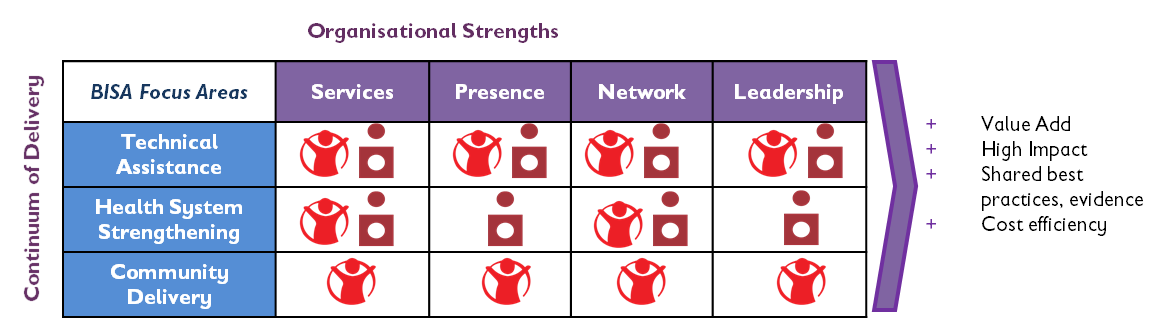 Organisational Strengths
Continuum of Delivery
BISA Focus Areas
Services
Presence
Network
Leadership
Technical
Assistance
Health System
Strengthening
Community
Delivery
+ Value Add
+ High Impact
+ Shared best
practices, evidence
+ Cost efficiency